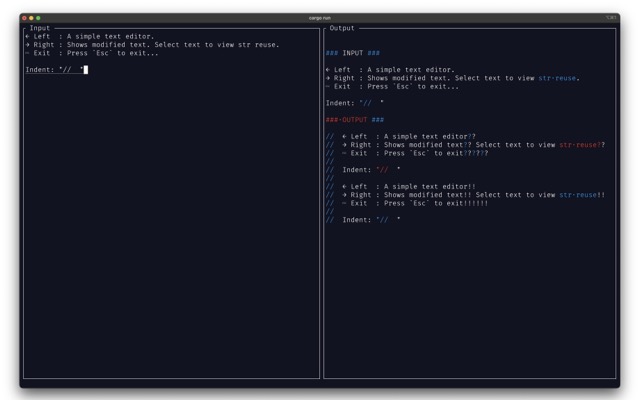 cargo run
Input
← Left  : A simple text editor.
→ Right : Shows modified text. Select text to view str reuse.
─ Exit  : Press `Esc` to exit...
Indent: "//  "
Output
### INPUT ###
← Left  : A simple text editor.
→ Right : Shows modified text. Select text to view str-reuse.
─ Exit  : Press `Esc` to exit...
Indent: "//  "
###-OUTPUT ###
//  ← Left  : A simple text editor??
//  → Right : Shows modified text?? Select text to view str-reuse??
//  ─ Exit  : Press `Esc` to exit??????
//
//  Indent: "//  "
//
//  ← Left  : A simple text editor!!
//  → Right : Shows modified text!! Select text to view str-reuse!!
//  ─ Exit  : Press `Esc` to exit!!!!!!
//
//  Indent: "//  "